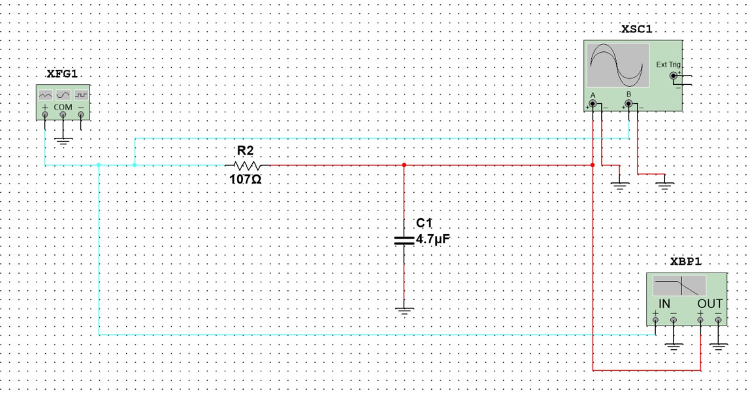 XSC1
Ext Trig
+
-
A
B
+ - + -
XFG1
+ COM -
R2
107Ω
C1
4.7µF
XBP1
IN OUT
+ - + -